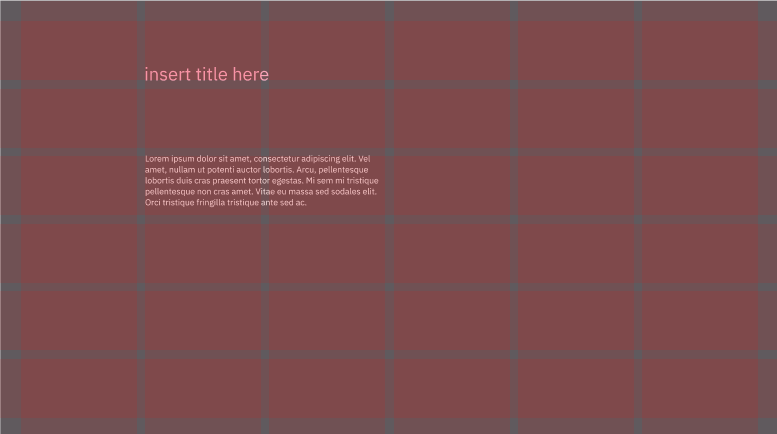 insert title here
Lorem ipsum dolor sit amet, consectetur adipiscing elit. Vel
amet, nullam ut potenti auctor lobortis. Arcu, pellentesque
lobortis duis cras praesent tortor egestas. Mi sem mi tristique
pellentesque non cras amet. Vitae eu massa sed sodales elit.
Orci tristique fringilla tristique ante sed ac.